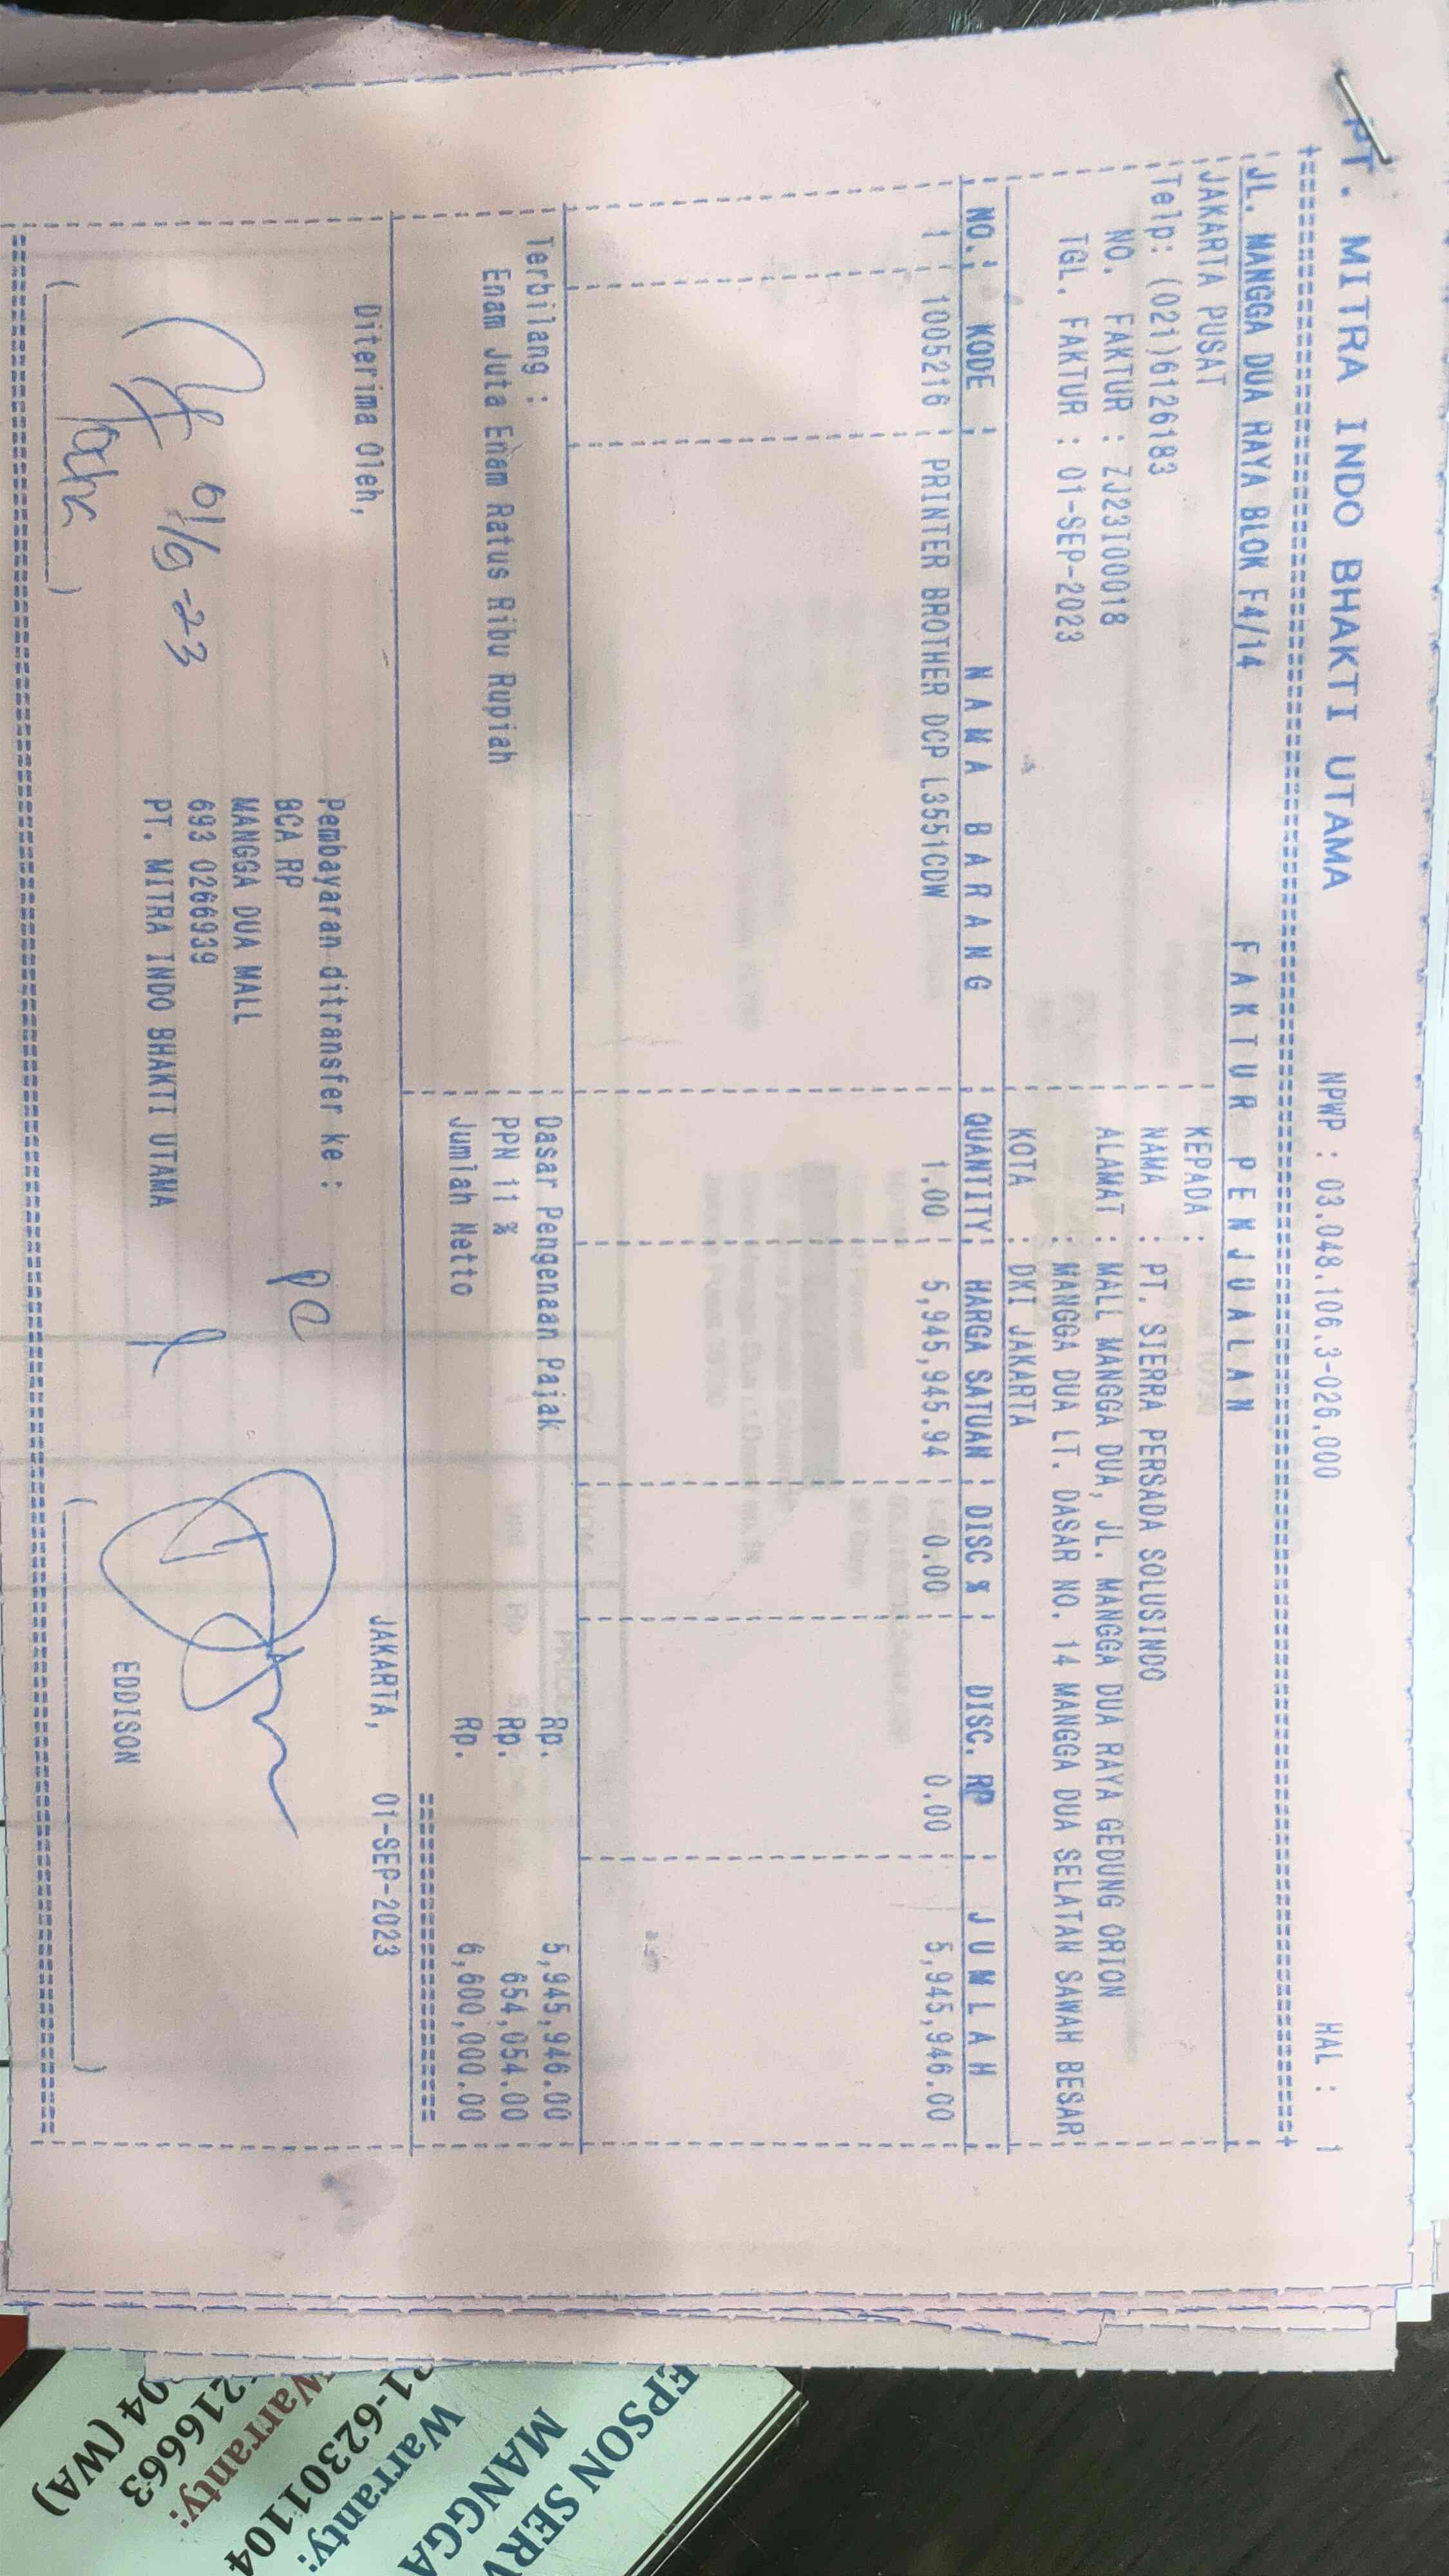 PT. MITRA INDO BHAKTI UTAMA NPWP : 03.048.106.3-026.000 HAL : 1
JL. MANGGA DUA RAYA BLOK F4/14 F A K T U R P E N J U A L A N
JAKARTA PUSAT KEPADA :
Telp: (021)6126183 NAMA : PT. SIERRA PERSADA SOLUSINDO
NO. FAKTUR : ZJ23I00018 ALAMAT : MALL MANGGA DUA, JL. MANGGA DUA RAYA GEDUNG ORION
TGL. FAKTUR : 01-SEP-2023 : MANGGA DUA LT. DASAR NO. 14 MANGGA DUA SELATAN SAWAH BESAR
KOTA : DKI JAKARTA
NO. KODE N A M A B A R A N G QUANTITY HARGA SATUAN DISC % DISC. RP J U M L A H
1 1005216 PRINTER BROTHER DCP L3551CDW 1.00 5,945,945.94 0.00 0.00 5,945,946.00
Terbilang : Dasar Pengenaan Pajak Rp. 5,945,946.00
Enam Juta Enam Ratus Ribu Rupiah PPN 11 % Rp. 654,054.00
Jumlah Netto Rp. 6,600,000.00
Diterima Oleh, JAKARTA, 01-SEP-2023
Pembayaran ditransfer ke :
BCA RP PC
MANGGA DUA MALL
01/9-23 693 0266939
PT. MITRA INDO BHAKTI UTAMA
EDDISON
EPSON SERV
MANGGA
Warranty:
21-62301104
Warranty:
216663
04 (WA)